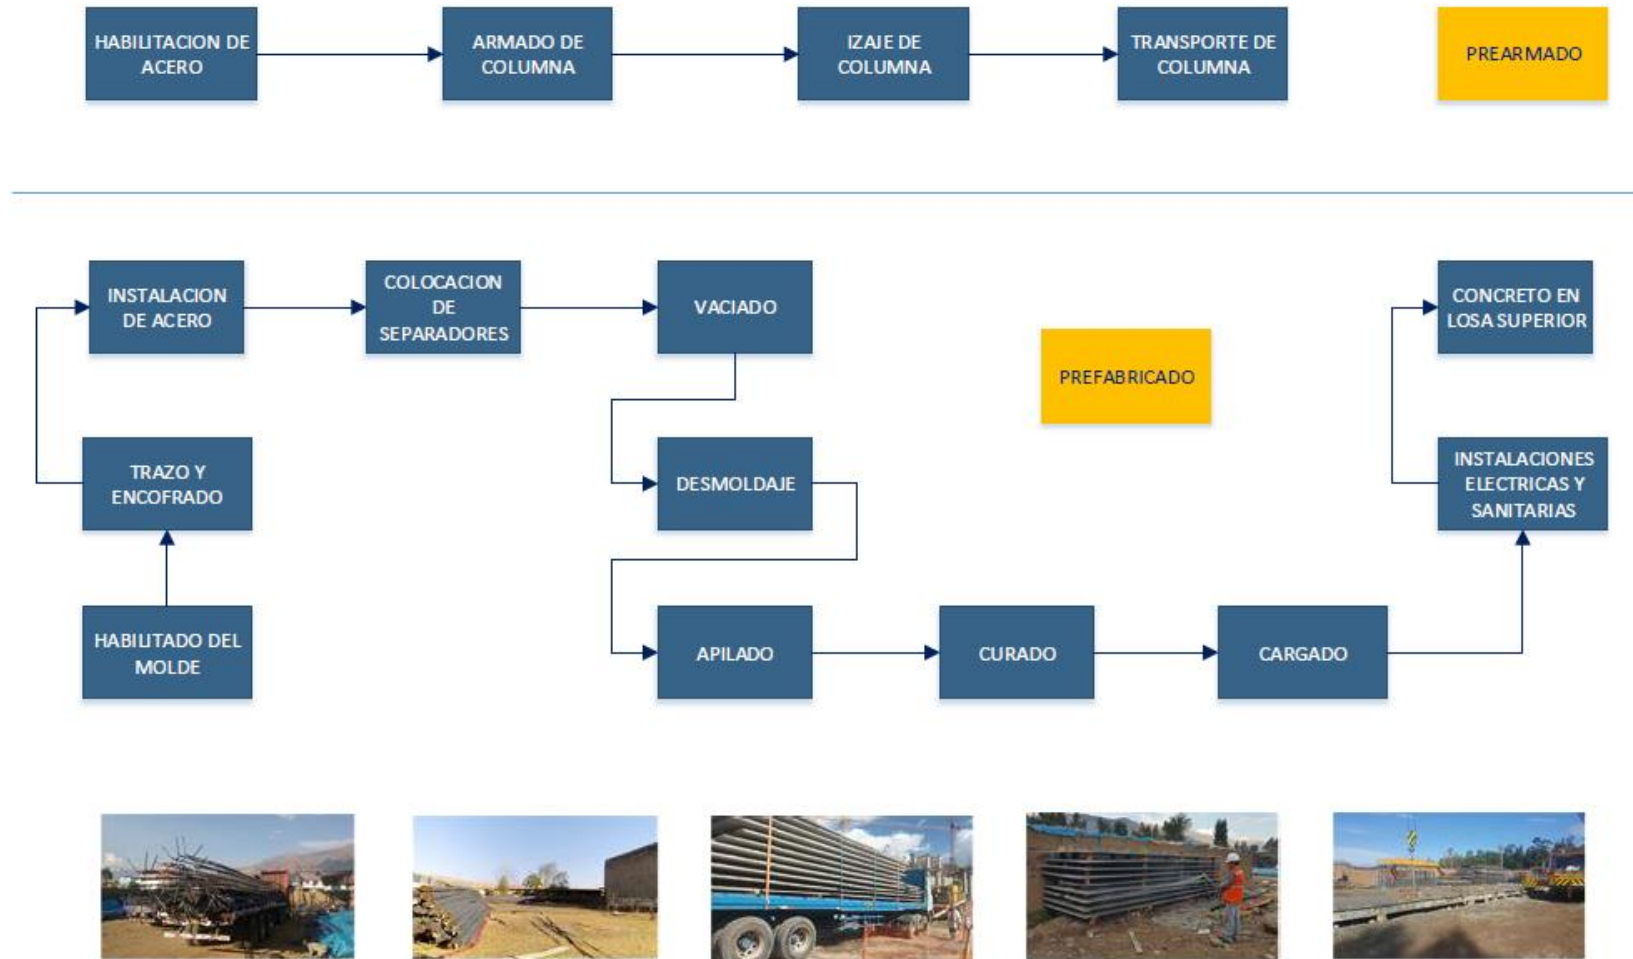 HABILITACION DE
ACERO
ARMADO DE
COLUMNA
IZAJE DE
COLUMNA
TRANSPORTE DE
COLUMNA
PREARMADO
INSTALACION
DE ACERO
COLOCACION
DE
SEPARADORES
VACIADO
PREFABRICADO
CONCRETO EN
LOSA SUPERIOR
TRAZO Y
ENCOFRADO
DESMOLDAJE
INSTALACIONES
ELECTRICAS Y
SANITARIAS
HABILITADO DEL
MOLDE
APILADO
CURADO
CARGADO